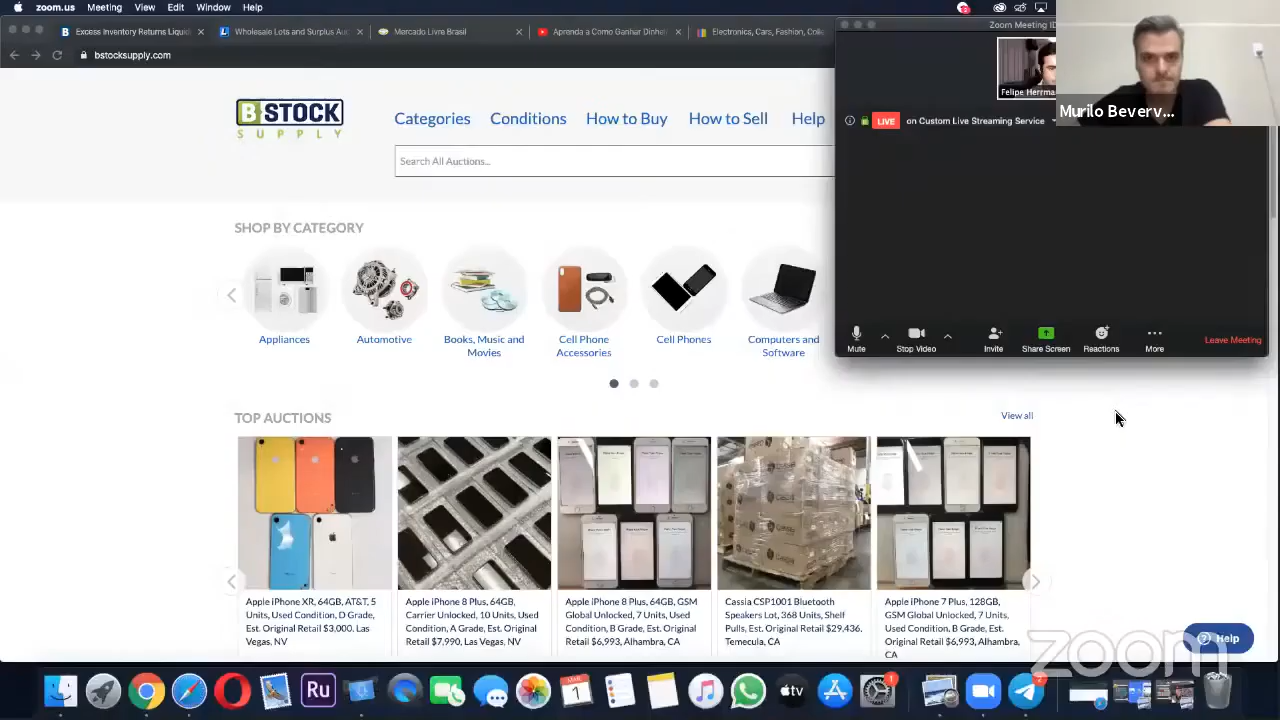 zoom.us Meeting View Edit Window Help
Excess Inventory Returns Liquid
Wholesale Lots and Surplus Au
Mercado Livre Brasil
Aprenda a Como Ganhar Dinhei
Electronics, Cars, Fashion, Colle
Zoom Meeting ID
bstocksupply.com
Felipe Herrma
Murilo Beverv...
LIVE on Custom Live Streaming Service
B STOCK
SUPPLY
Categories Conditions How to Buy How to Sell Help
Search All Auctions...
SHOP BY CATEGORY
Appliances
Automotive
Books, Music and
Movies
Cell Phone
Accessories
Cell Phones
Computers and
Software
Mute
Stop Video
Invite
Share Screen
Reactions
More
Leave Meeting
TOP AUCTIONS
View all
Apple iPhone XR, 64GB, AT&T, 5
Units, Used Condition, D Grade,
Est. Original Retail $3,000. Las
Vegas, NV
Apple iPhone 8 Plus, 64GB,
Carrier Unlocked, 10 Units, Used
Condition, A Grade, Est. Original
Retail $7,990, Las Vegas, NV
Apple iPhone 8 Plus, 64GB, GSM
Global Unlocked, 7 Units, Used
Condition, B Grade, Est. Original
Retail $6,993, Alhambra, CA
Cassia CSP1001 Bluetooth
Speakers Lot, 368 Units, Shelf
Pulls, Est. Original Retail $29,436.
Temecula, CA
Apple iPhone 7 Plus, 128GB,
GSM Global Unlocked, 7 Units,
Used Condition, B Grade, Est.
Original Retail $6,993, Alhambra,
CA
Help
zoom
Ru
1
tv
1
2